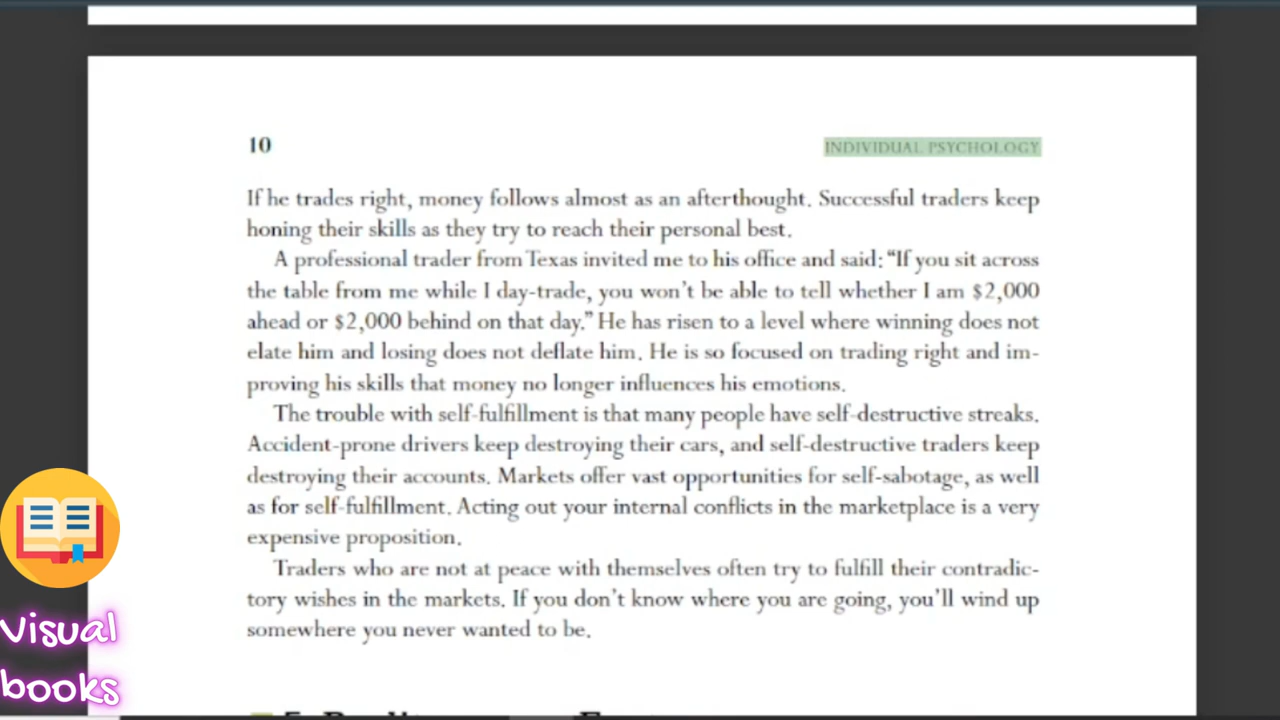 10
INDIVIDUAL PSYCHOLOGY
If he trades right, money follows almost as an afterthought. Successful traders keep
honing their skills as they try to reach their personal best.
A professional trader from Texas invited me to his office and said: “If you sit across
the table from me while I day-trade, you won’t be able to tell whether I am $2,000
ahead or $2,000 behind on that day.” He has risen to a level where winning does not
elate him and losing does not deflate him. He is so focused on trading right and im-
proving his skills that money no longer influences his emotions.
The trouble with self-fulfillment is that many people have self-destructive streaks.
Accident-prone drivers keep destroying their cars, and self-destructive traders keep
destroying their accounts. Markets offer vast opportunities for self-sabotage, as well
as for self-fulfillment. Acting out your internal conflicts in the marketplace is a very
expensive proposition.
Traders who are not at peace with themselves often try to fulfill their contradic-
tory wishes in the markets. If you don’t know where you are going, you’ll wind up
somewhere you never wanted to be.
Visual
books